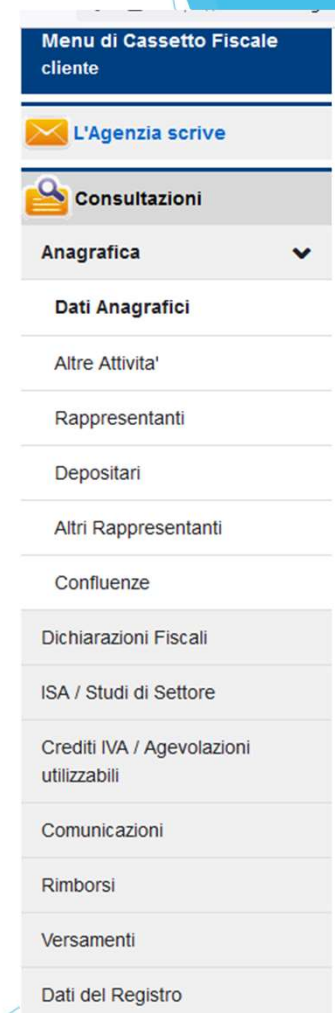 Menu di Cassetto Fiscale
cliente
L'Agenzia scrive
Consultazioni
Anagrafica
Dati Anagrafici
Altre Attivita'
Rappresentanti
Depositari
Altri Rappresentanti
Confluenze
Dichiarazioni Fiscali
ISA / Studi di Settore
Crediti IVA / Agevolazioni
utilizzabili
Comunicazioni
Rimborsi
Versamenti
Dati del Registro